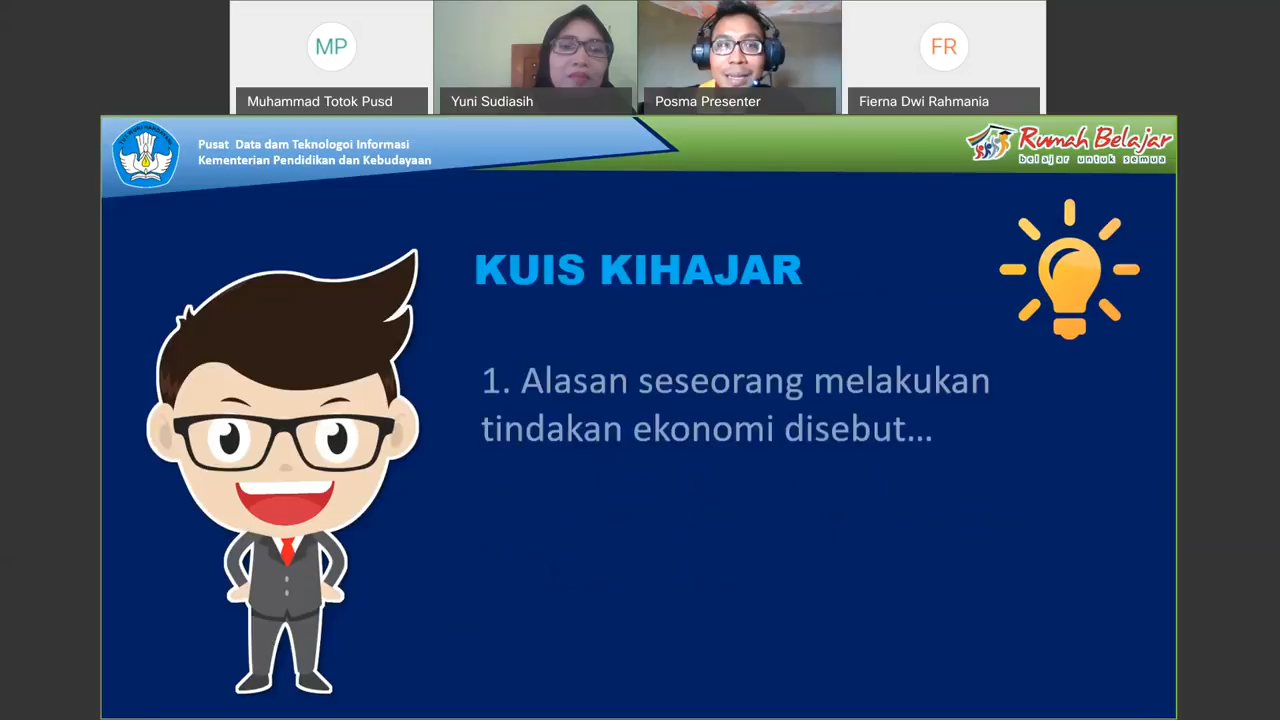 MP
FR
Muhammad Totok Pusd
Yuni Sudiasih
Posma Presenter
Fierna Dwi Rahmania
Pusat Data dam Teknologoi Informasi
Kementerian Pendidikan dan Kebudayaan
Rumah Belajar
belajar untuk semua
KUIS KIHAJAR
1. Alasan seseorang melakukan
tindakan ekonomi disebut...